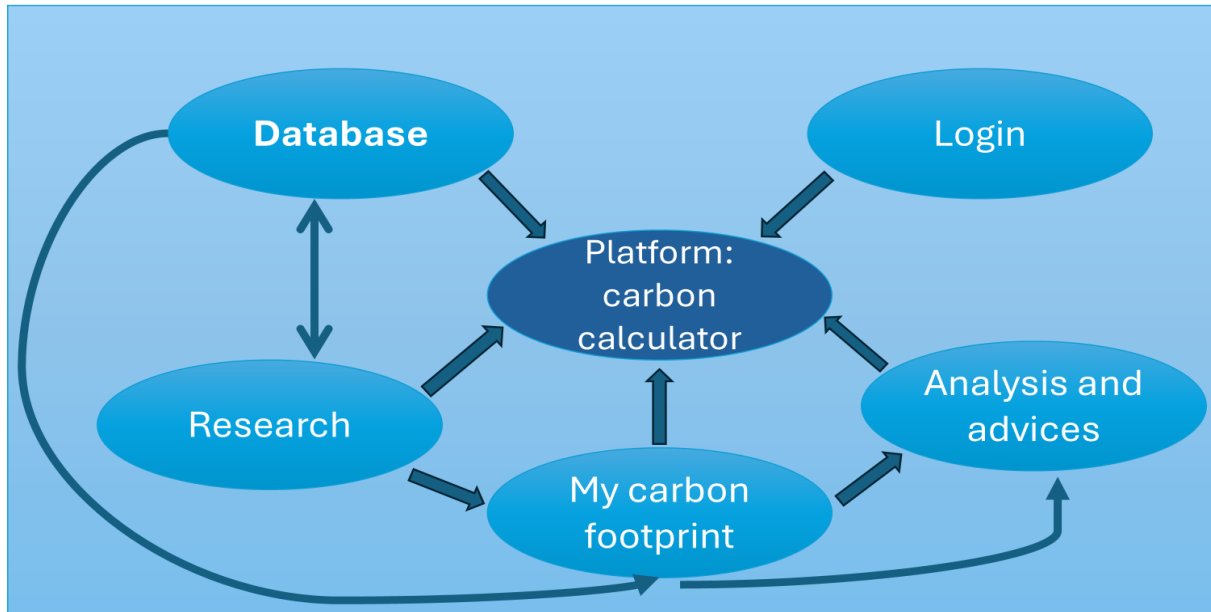 Database
Login
Platform:
carbon
calculator
Research
Analysis and
advices
My carbon
footprint